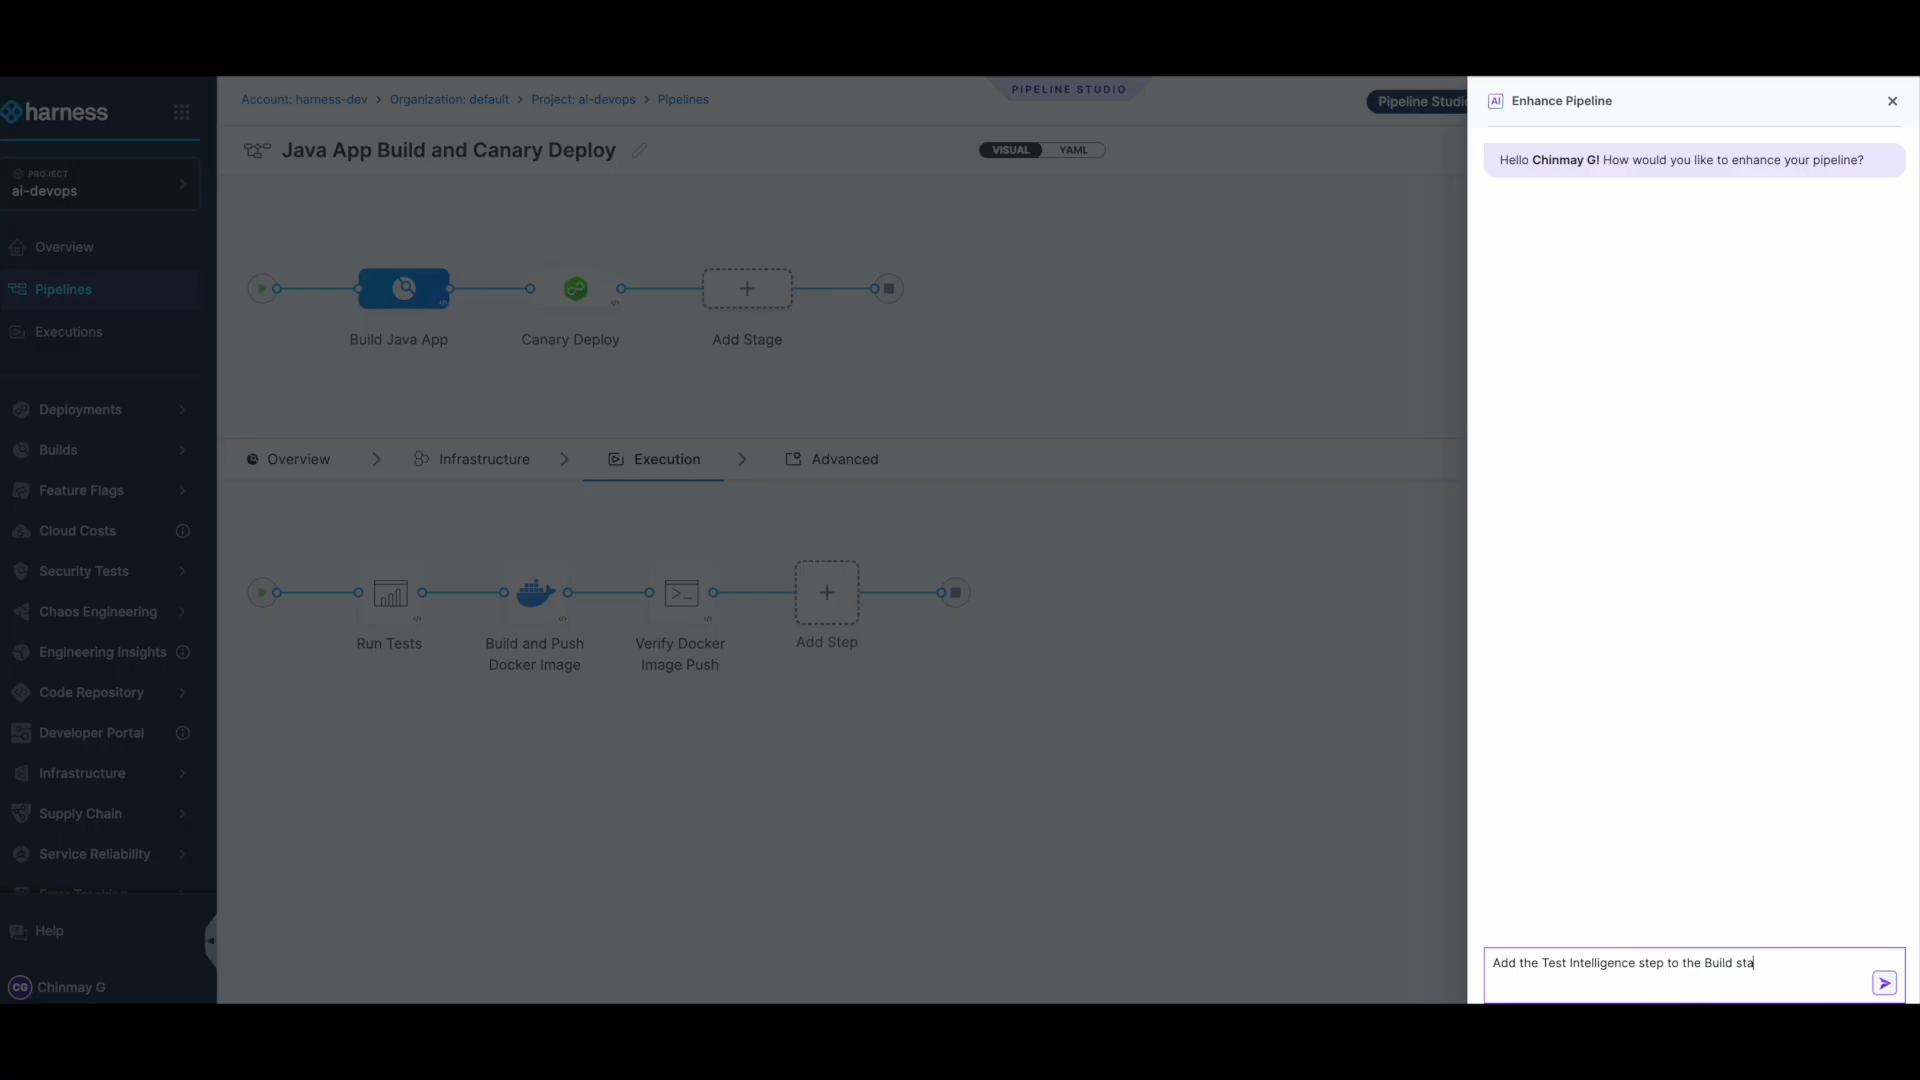 harness
PROJECT
ai-devops
Overview
Pipelines
Executions
Deployments
Builds
Feature Flags
Cloud Costs
Security Tests
Chaos Engineering
Engineering Insights
Code Repository
Developer Portal
Infrastructure
Supply Chain
Service Reliability
Error Tracking
Help
CG Chinmay G
Account: harness-dev > Organization: default > Project: ai-devops > Pipelines
PIPELINE STUDIO
Pipeline Studio
Java App Build and Canary Deploy
VISUAL YAML
Build Java App
Canary Deploy
Add Stage
Overview > Infrastructure > Execution > Advanced
Run Tests
Build and Push
Docker Image
Verify Docker
Image Push
Add Step
AI Enhance Pipeline
Hello Chinmay G! How would you like to enhance your pipeline?
Add the Test Intelligence step to the Build sta